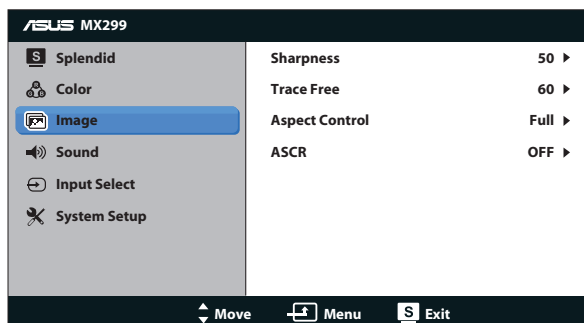 ASUS MX299
S Splendid
Color
Image
Sound
Input Select
System Setup
Sharpness 50
Trace Free 60
Aspect Control Full
ASCR OFF
Move Menu S Exit